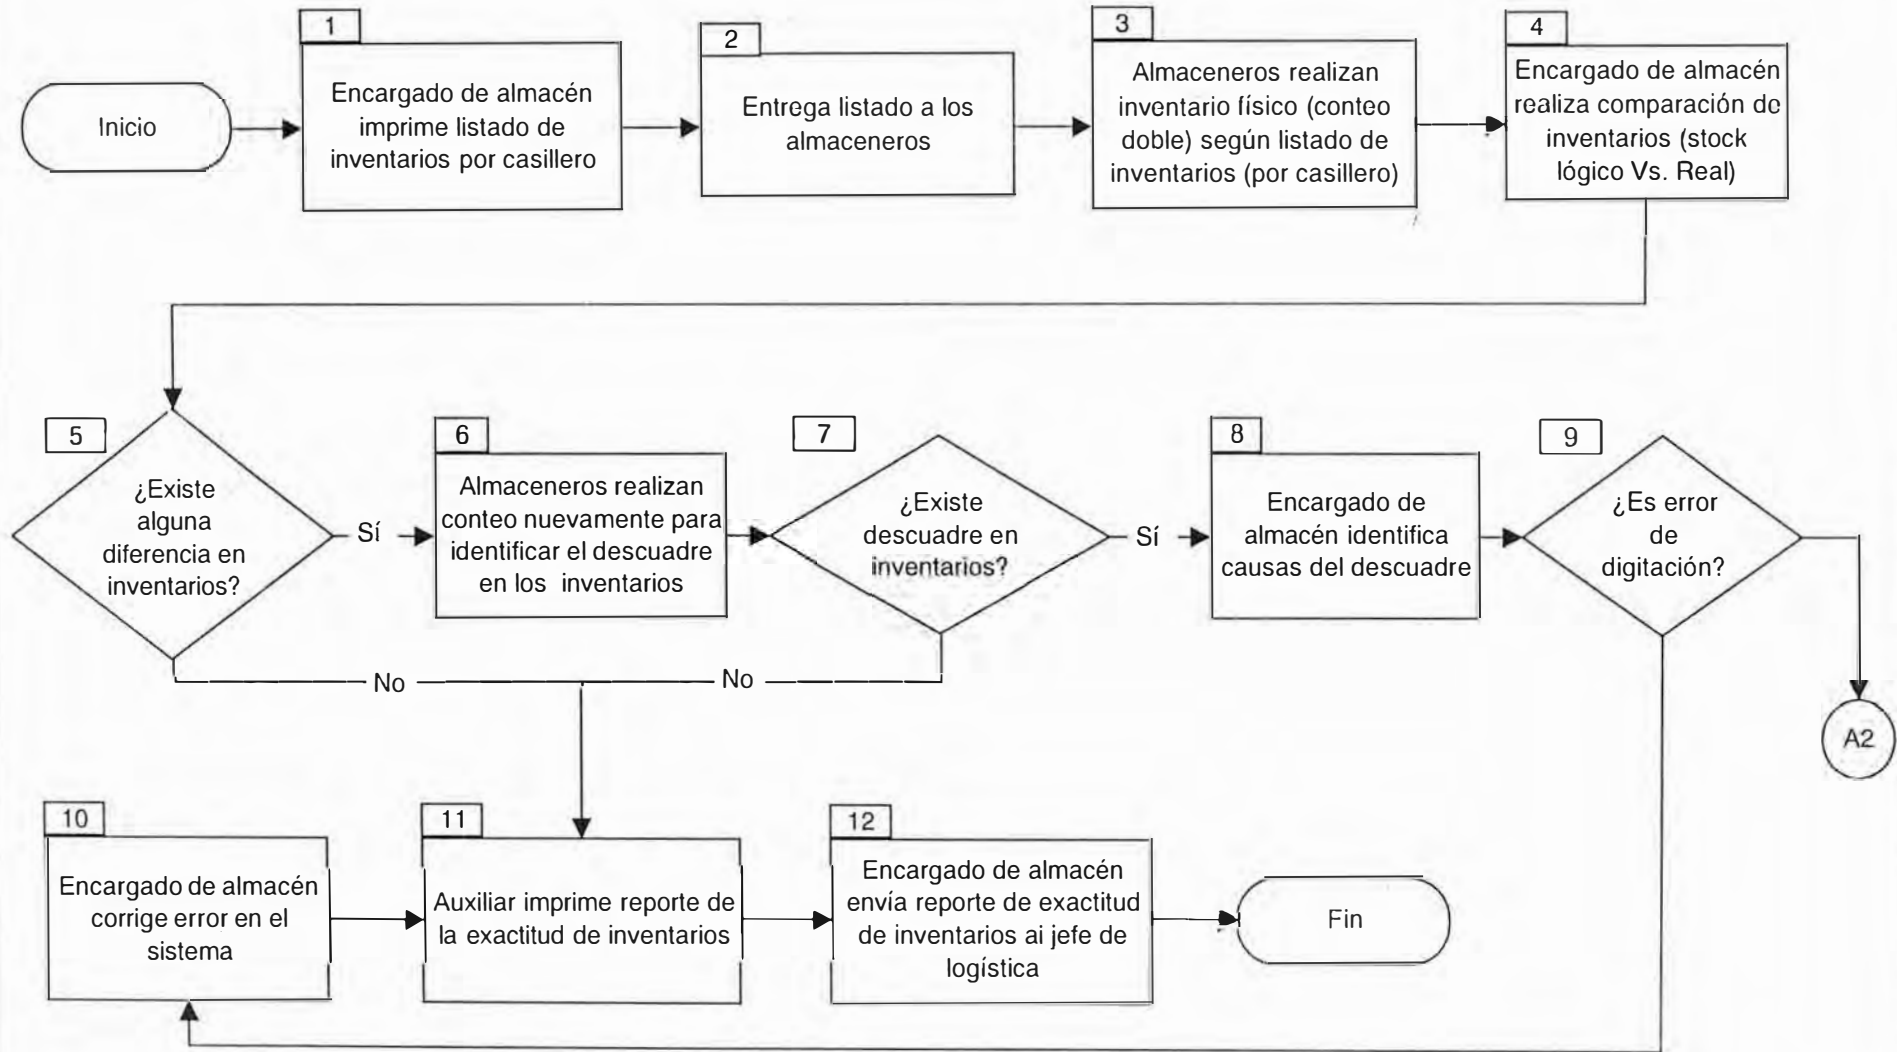 Inicio
1
Encargado de almacén
imprime listado de
inventarios por casillero
2
Entrega listado a los
almaceneros
3
Almaceneros realizan
inventario físico (conteo
doble) según listado de
inventarios (por casillero)
4
Encargado de almacén
realiza comparación de
inventarios (stock
lógico Vs. Real)
5
¿Existe
alguna
diferencia en
inventarios?
Sí
6
Almaceneros realizan
conteo nuevamente para
identificar el descuadre
en los inventarios
7
¿Existe
descuadre en
inventarios?
Sí
8
Encargado de
almacén identifica
causas del descuadre
9
¿Es error
de
digitación?
No
No
A2
10
Encargado de almacén
corrige error en el
sistema
11
Auxiliar imprime reporte de
la exactitud de inventarios
12
Encargado de almacén
envía reporte de exactitud
de inventarios ai jefe de
logística
Fin